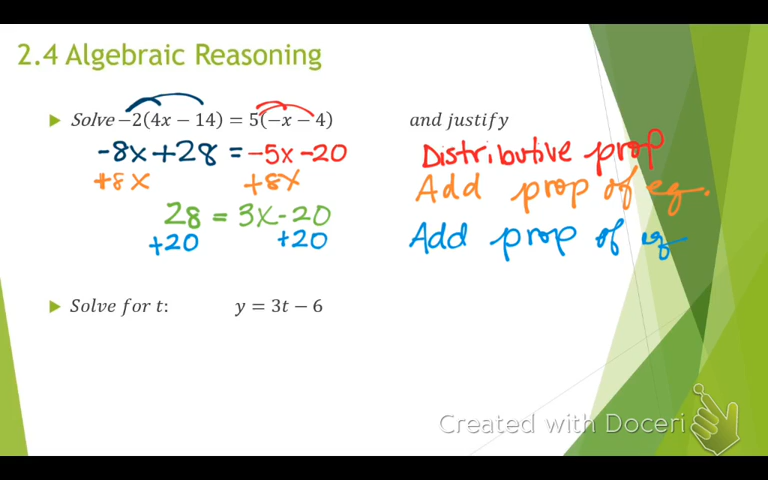 2.4 Algebraic Reasoning
Solve −2(4x − 14) = 5(−x − 4) and justify
-8x+28 = -5x -20 Distributive prop
+8x +8x Add prop of eq.
28 = 3x-20
+20 +20 Add prop of eq
Solve for t: y = 3t − 6
Created with Doceri